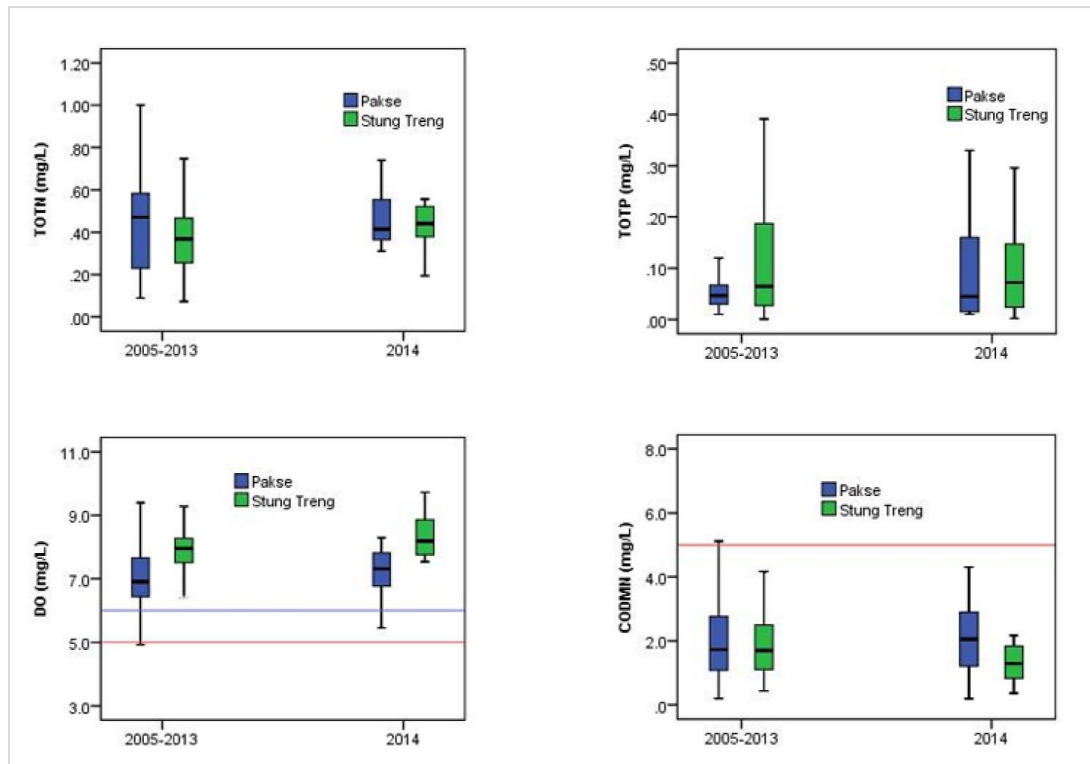 1.20
1.00
.80
.60
.40
.20
.00
TOTN (mg/L)
Pakse
Stung Treng
2005-2013
2014
.50
.40
.30
.20
.10
.00
TOTP (mg/L)
Pakse
Stung Treng
2005-2013
2014
11.0
9.0
7.0
5.0
3.0
DO (mg/L)
Pakse
Stung Treng
2005-2013
2014
8.0
6.0
4.0
2.0
.0
CODMN (mg/L)
Pakse
Stung Treng
2005-2013
2014